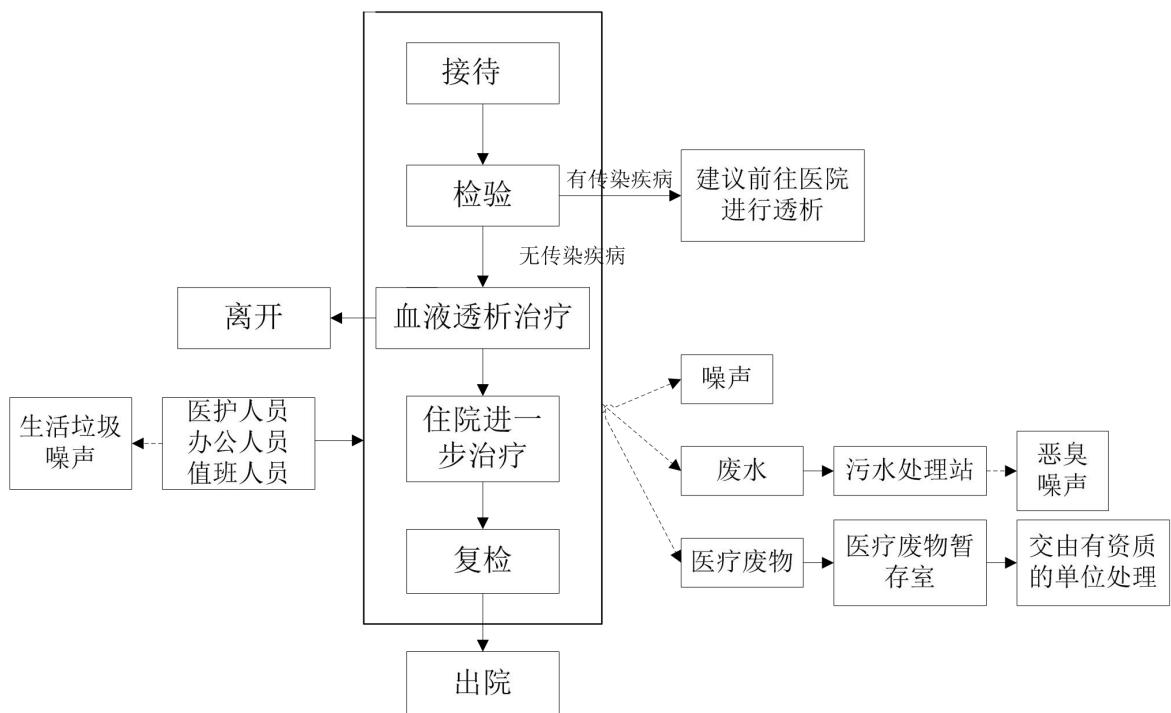 接待
检验
有传染疾病
建议前往医院
进行透析
无传染疾病
离开
血液透析治疗
噪声
生活垃圾
噪声
医护人员
办公人员
值班人员
住院进一
步治疗
废水
污水处理站
恶臭
噪声
复检
医疗废物
医疗废物暂
存室
交由有资质
的单位处理
出院